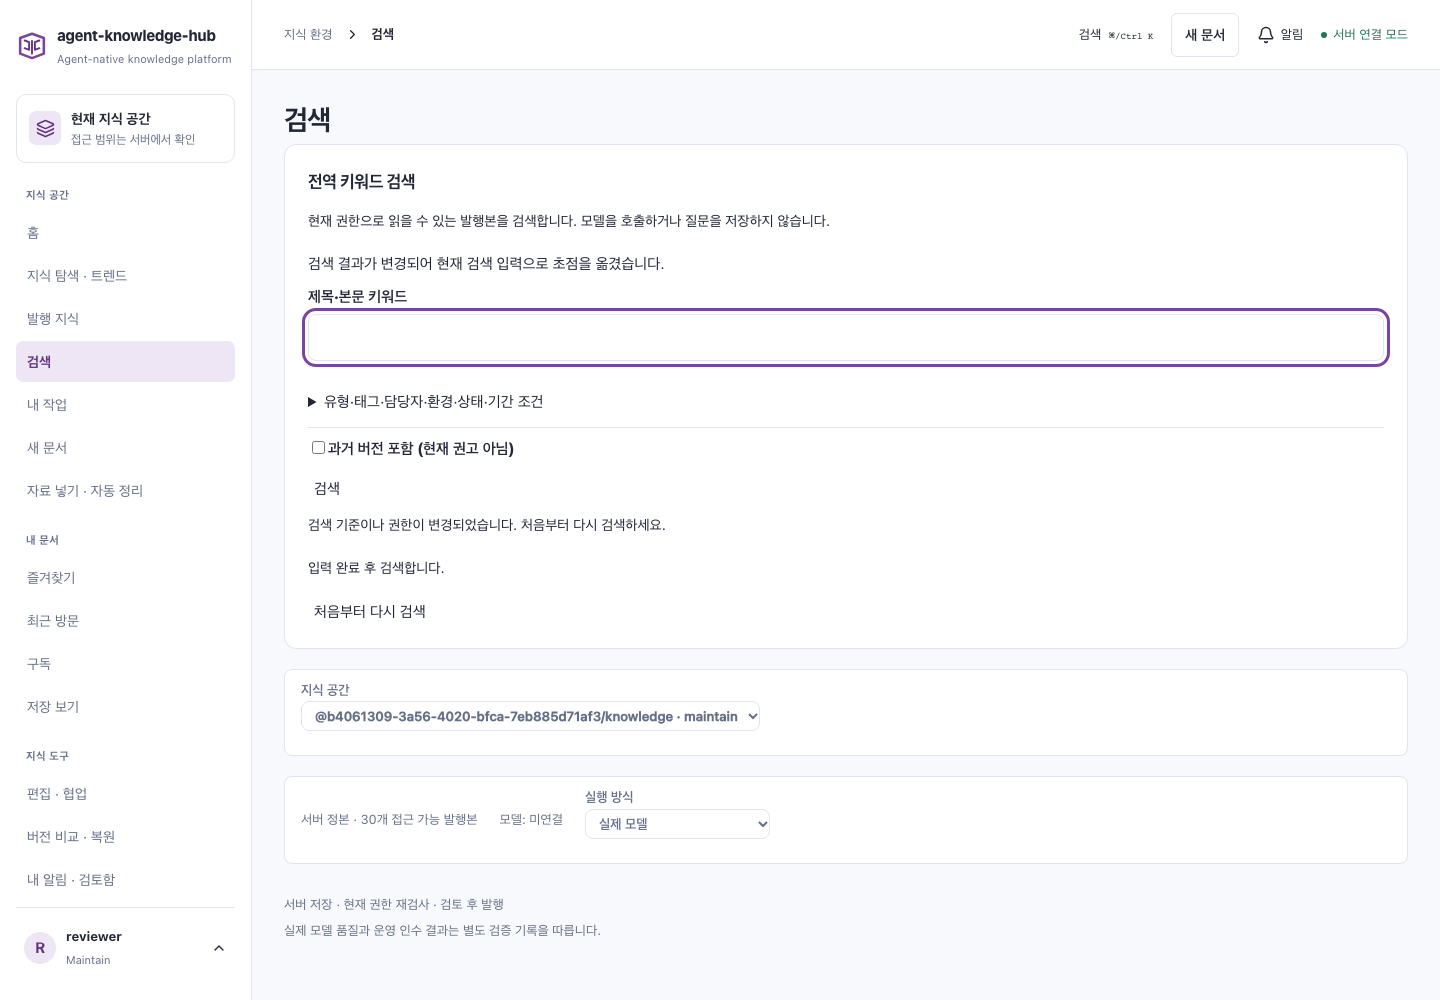 agent-knowledge-hub
Agent-native knowledge platform
현재 지식 공간
접근 범위는 서버에서 확인
지식 공간
홈
지식 탐색 · 트렌드
발행 지식
검색
내 작업
새 문서
자료 넣기 · 자동 정리
내 문서
즐겨찾기
최근 방문
구독
저장 보기
지식 도구
편집 · 협업
버전 비교 · 복원
내 알림 · 검토함
R
reviewer
Maintain
지식 환경 > 검색
검색 ⌘/Ctrl K
새 문서
알림
서버 연결 모드
검색
전역 키워드 검색
현재 권한으로 읽을 수 있는 발행본을 검색합니다. 모델을 호출하거나 질문을 저장하지 않습니다.
검색 결과가 변경되어 현재 검색 입력으로 초점을 옮겼습니다.
제목·본문 키워드
유형·태그·담당자·환경·상태·기간 조건
과거 버전 포함 (현재 권고 아님)
검색
검색 기준이나 권한이 변경되었습니다. 처음부터 다시 검색하세요.
입력 완료 후 검색합니다.
처음부터 다시 검색
지식 공간
@b4061309-3a56-4020-bfca-7eb885d71af3/knowledge · maintain
서버 정본 · 30개 접근 가능 발행본
모델: 미연결
실행 방식
실제 모델
서버 저장 · 현재 권한 재검사 · 검토 후 발행
실제 모델 품질과 운영 인수 결과는 별도 검증 기록을 따릅니다.